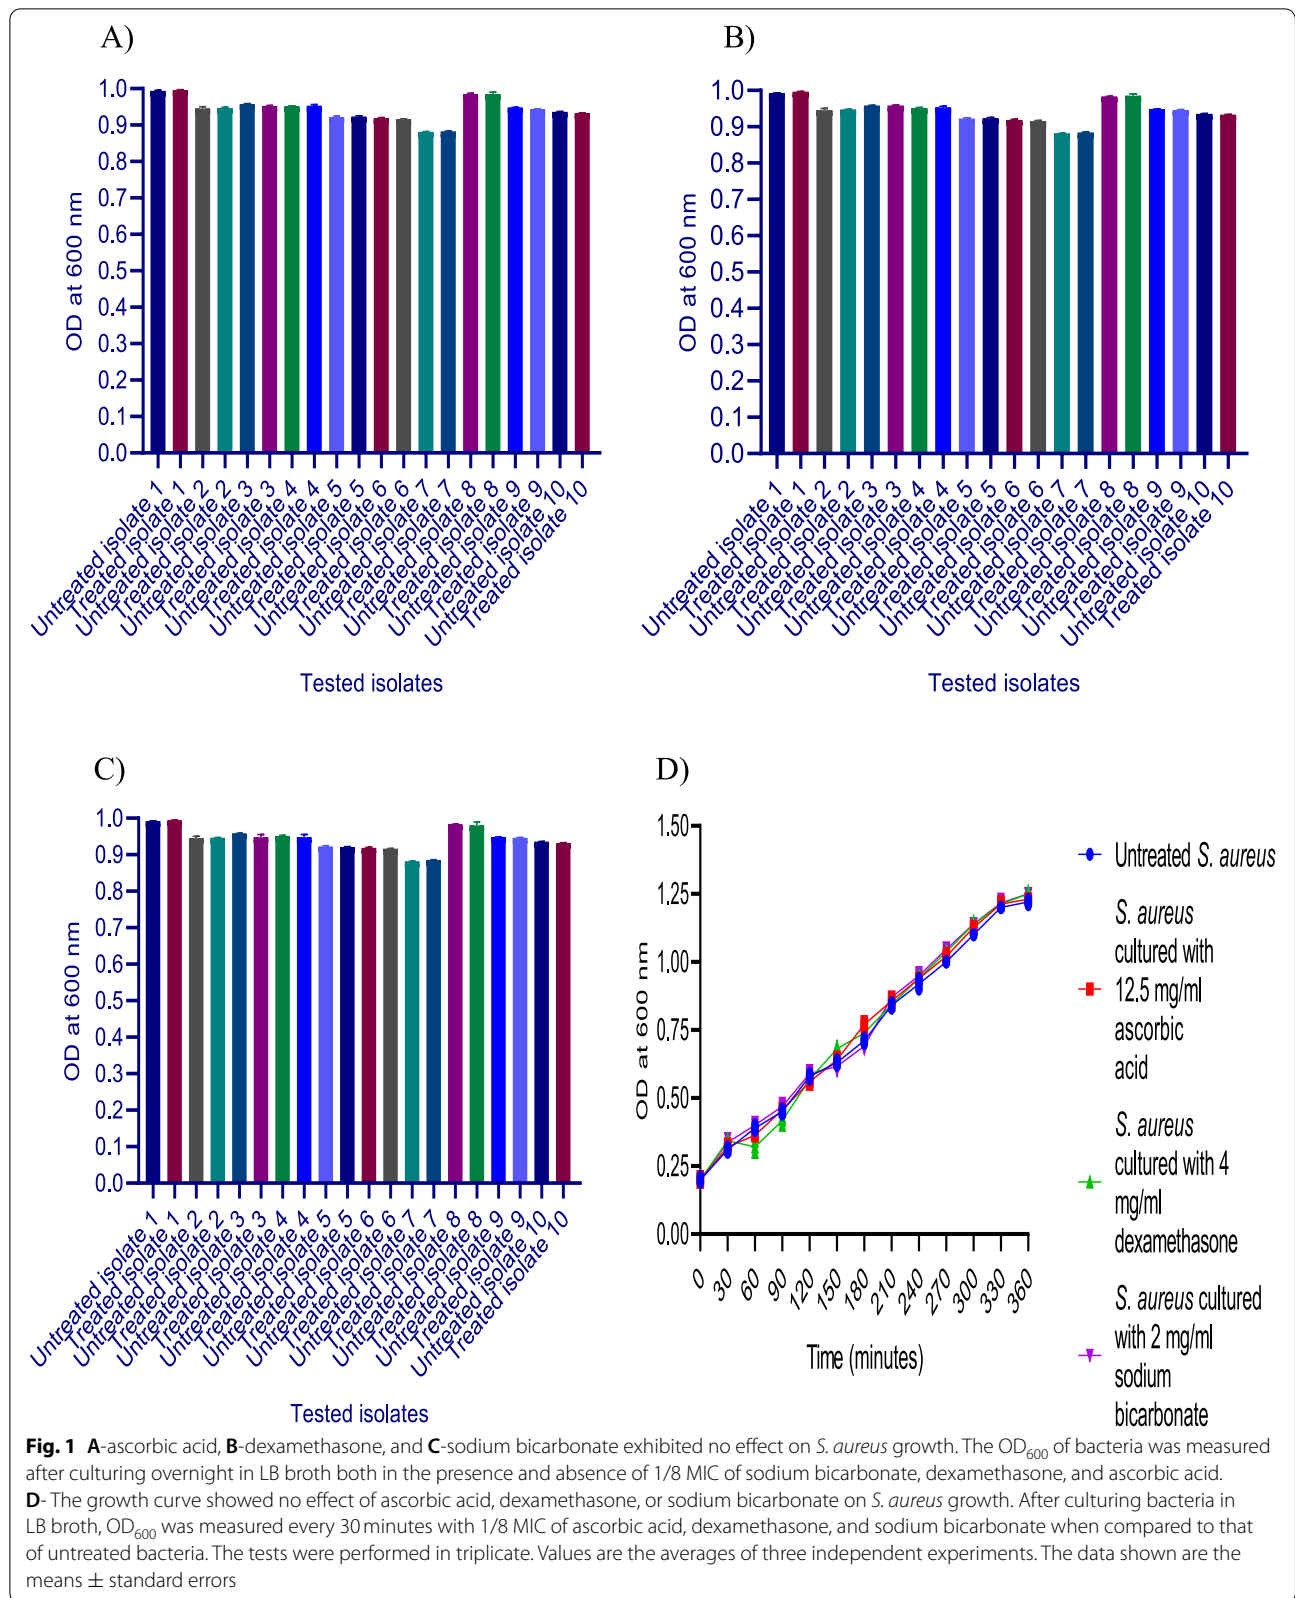 A)
OD at 600 nm
1.0
0.9
0.8
0.7
0.6
0.5
0.4
0.3
0.2
0.1
0.0
Untreated isolate 1
Treated isolate 1
Untreated isolate 2
Treated isolate 2
Untreated isolate 3
Treated isolate 3
Untreated isolate 4
Treated isolate 4
Untreated isolate 5
Treated isolate 5
Untreated isolate 6
Treated isolate 6
Untreated isolate 7
Treated isolate 7
Untreated isolate 8
Treated isolate 8
Untreated isolate 9
Treated isolate 9
Untreated isolate 10
Treated isolate 10
Tested isolates
B)
OD at 600 nm
1.0
0.9
0.8
0.7
0.6
0.5
0.4
0.3
0.2
0.1
0.0
Untreated isolate 1
Treated isolate 1
Untreated isolate 2
Treated isolate 2
Untreated isolate 3
Treated isolate 3
Untreated isolate 4
Treated isolate 4
Untreated isolate 5
Treated isolate 5
Untreated isolate 6
Treated isolate 6
Untreated isolate 7
Treated isolate 7
Untreated isolate 8
Treated isolate 8
Untreated isolate 9
Treated isolate 9
Untreated isolate 10
Treated isolate 10
Tested isolates
C)
OD at 600 nm
1.0
0.9
0.8
0.7
0.6
0.5
0.4
0.3
0.2
0.1
0.0
Untreated isolate 1
Treated isolate 1
Untreated isolate 2
Treated isolate 2
Untreated isolate 3
Treated isolate 3
Untreated isolate 4
Treated isolate 4
Untreated isolate 5
Treated isolate 5
Untreated isolate 6
Treated isolate 6
Untreated isolate 7
Treated isolate 7
Untreated isolate 8
Treated isolate 8
Untreated isolate 9
Treated isolate 9
Untreated isolate 10
Treated isolate 10
Tested isolates
D)
OD at 600 nm
1.50
1.25
1.00
0.75
0.50
0.25
0.00
0
30
60
90
120
150
180
210
240
270
300
330
360
Time (minutes)
Untreated S. aureus
S. aureus
cultured with
12.5 mg/ml
ascorbic
acid
S. aureus
cultured with 4
mg/ml
dexamethasone
S. aureus cultured
with 2 mg/ml
sodium
bicarbonate
Fig. 1 A-ascorbic acid, B-dexamethasone, and C-sodium bicarbonate exhibited no effect on S. aureus growth. The OD600 of bacteria was measured
after culturing overnight in LB broth both in the presence and absence of 1/8 MIC of sodium bicarbonate, dexamethasone, and ascorbic acid.
D- The growth curve showed no effect of ascorbic acid, dexamethasone, or sodium bicarbonate on S. aureus growth. After culturing bacteria in
LB broth, OD600 was measured every 30 minutes with 1/8 MIC of ascorbic acid, dexamethasone, and sodium bicarbonate when compared to that
of untreated bacteria. The tests were performed in triplicate. Values are the averages of three independent experiments. The data shown are the
means ± standard errors